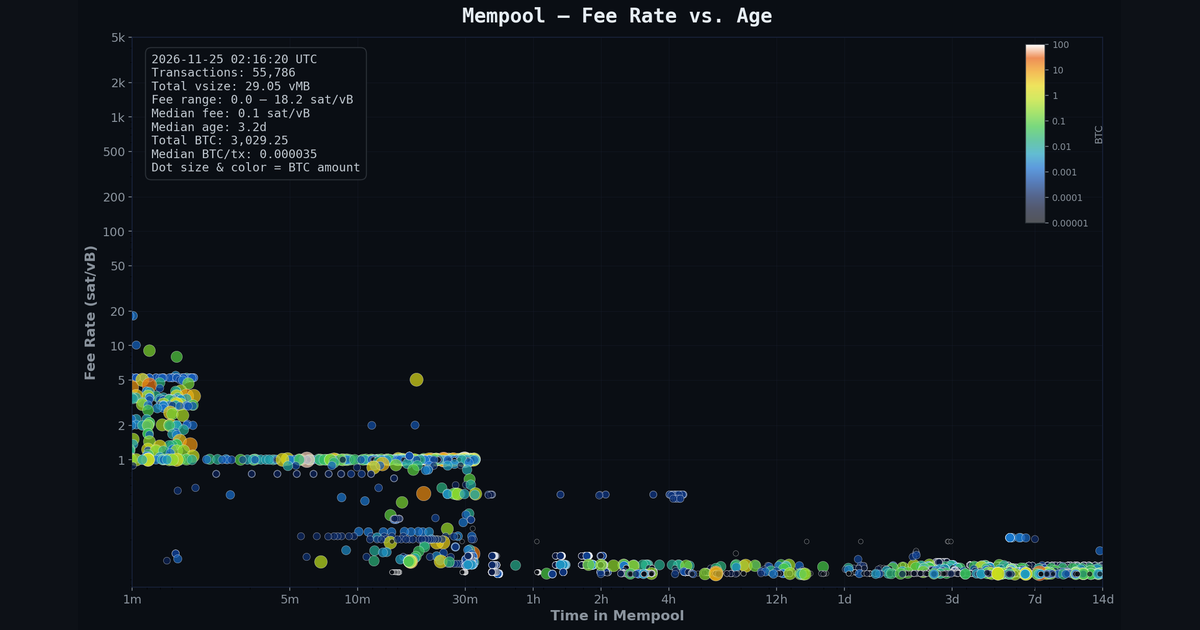 Mempool — Fee Rate vs. Age
2026-11-25 02:16:20 UTC
Transactions: 55,786
Total vsize: 29.05 vMB
Fee range: 0.0 — 18.2 sat/vB
Median fee: 0.1 sat/vB
Median age: 3.2d
Total BTC: 3,029.25
Median BTC/tx: 0.000035
Dot size & color = BTC amount
5k
2k
1k
500
200
100
50
20
10
5
2
1
Fee Rate (sat/vB)
100
10
1
0.1
0.01
0.001
0.0001
0.00001
BTC
1m
5m
10m
30m
1h
2h
4h
12h
1d
3d
7d
14d
Time in Mempool